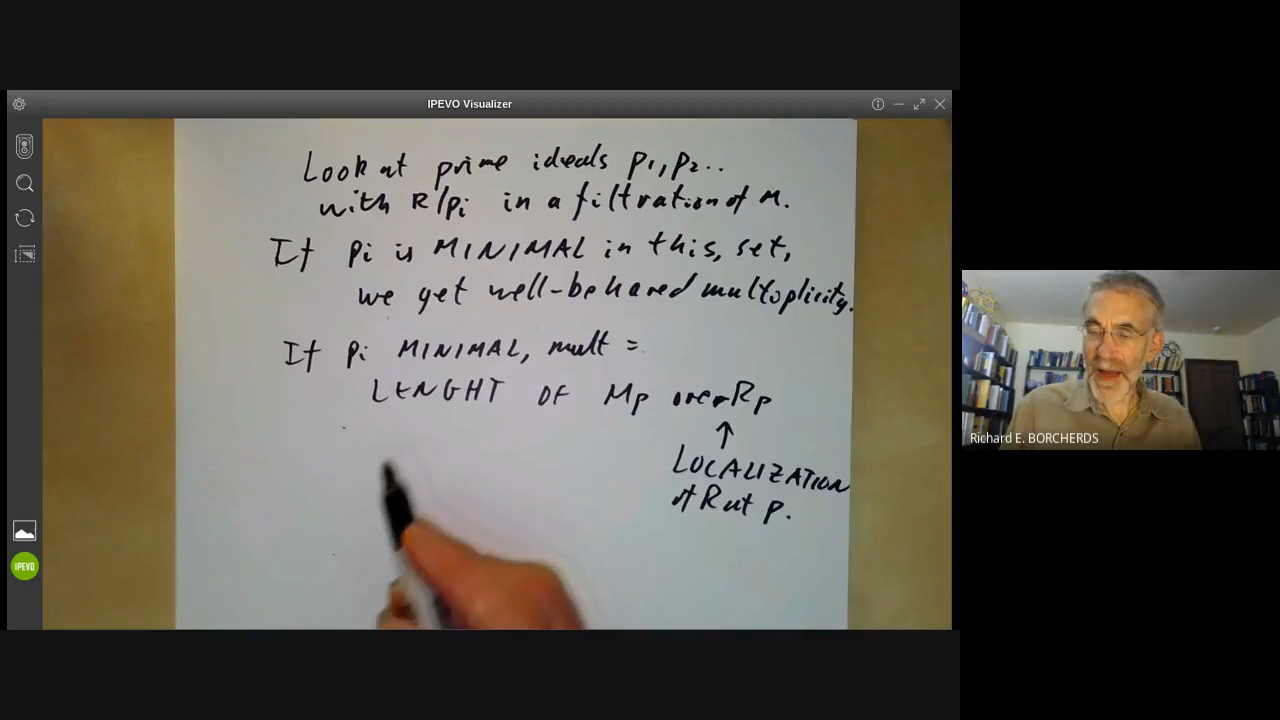 IPEVO Visualizer
Look at prime ideals p1, p2..
with R/pi in a filtration of M.
If pi is MINIMAL in this, set,
we get well-behaved multoplicity.
If pi MINIMAL, mult =
LENGHT OF Mp over Rp
↑
LOCALIZATION
of R at p.
IPEVO
Richard E. BORCHERDS